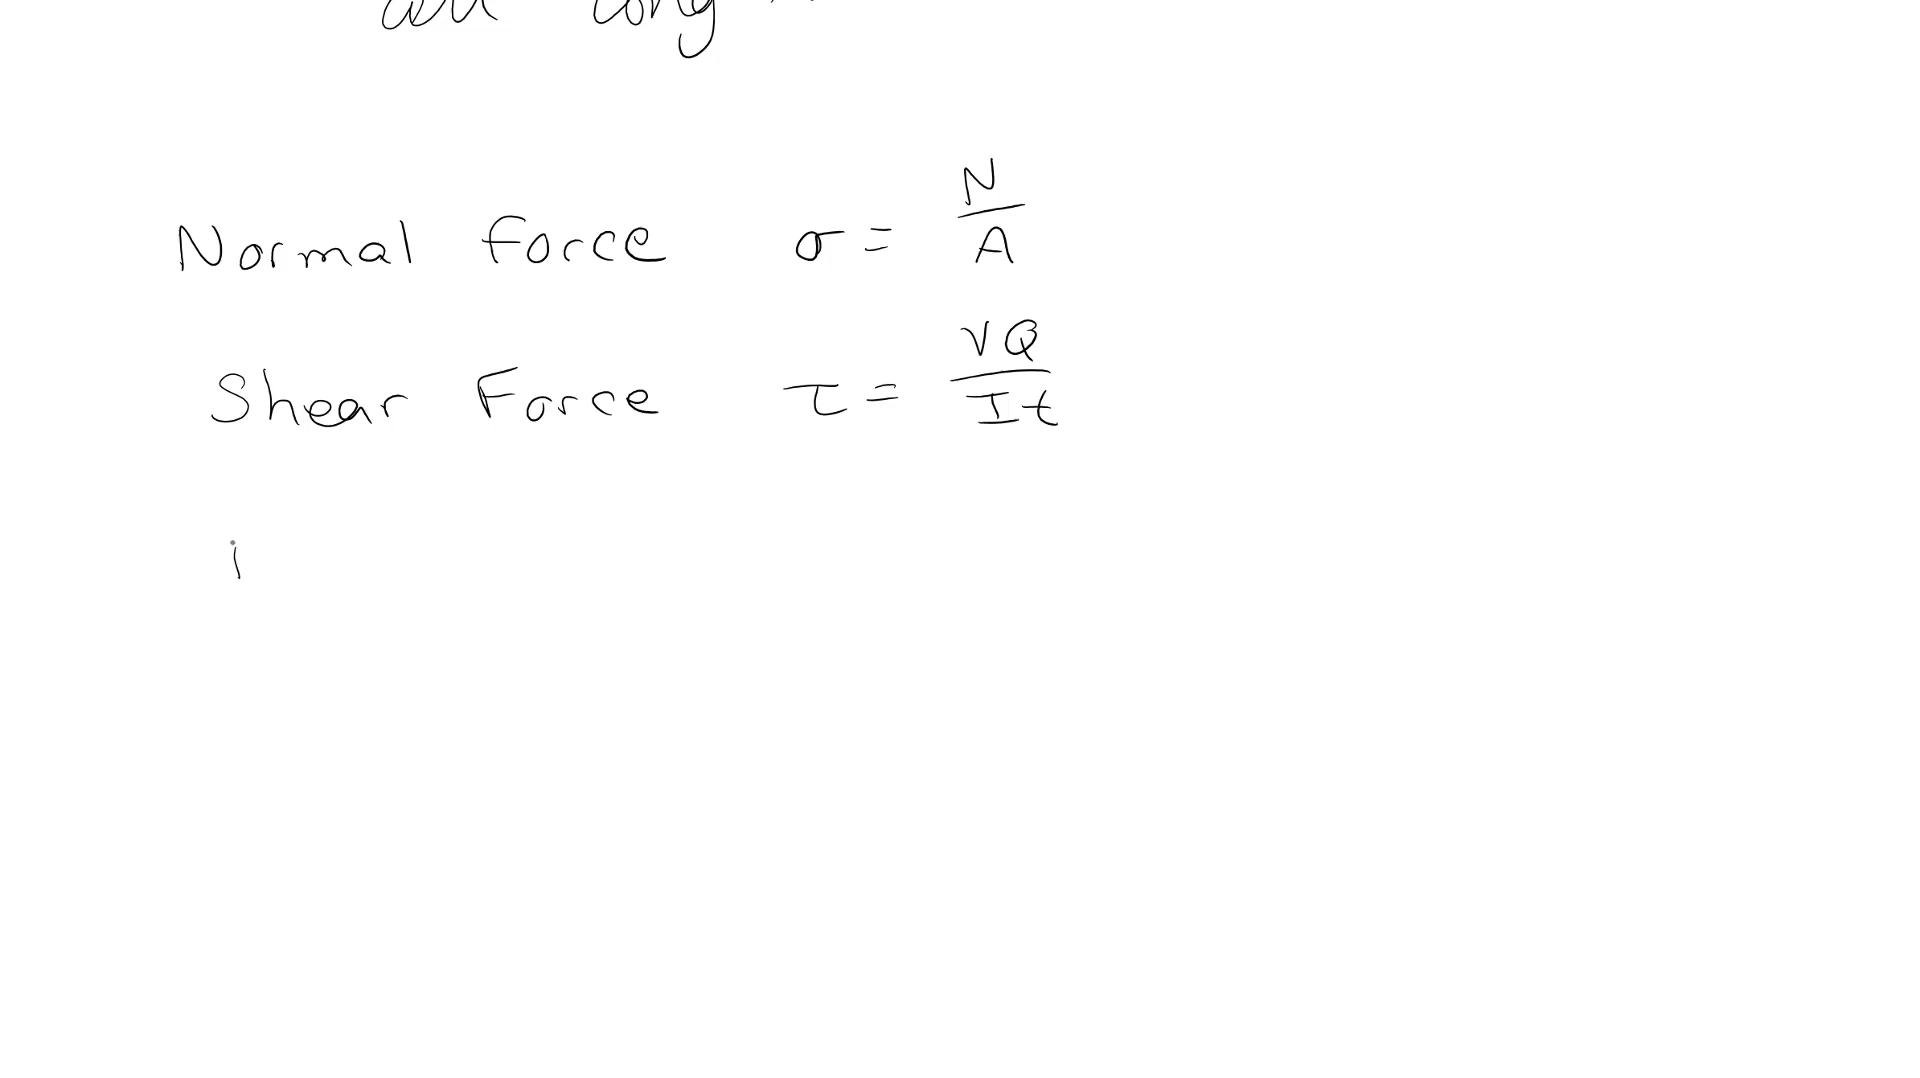 Normal force σ = N/A
Shear Force τ = VQ/It